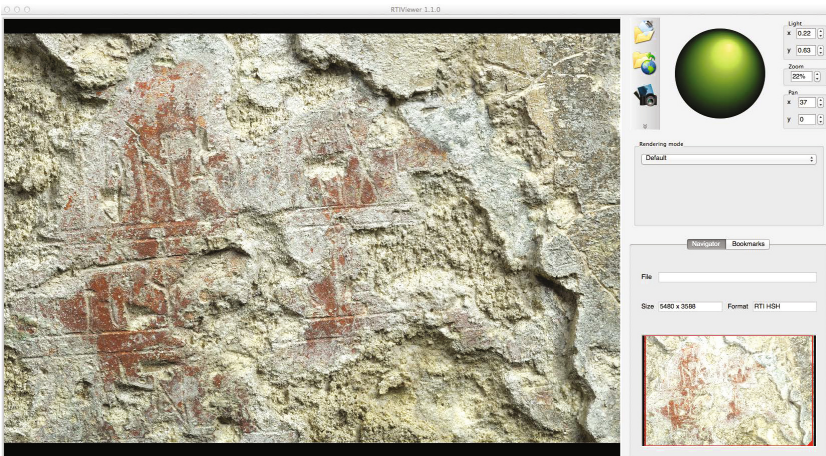 RTIViewer 1.1.0
Light
x 0.22
y 0.63
Zoom
22%
Pan
x 37
y 0
Rendering mode
Default
Navigator Bookmarks
File
Size 5480 x 3588 Format RTI HSH